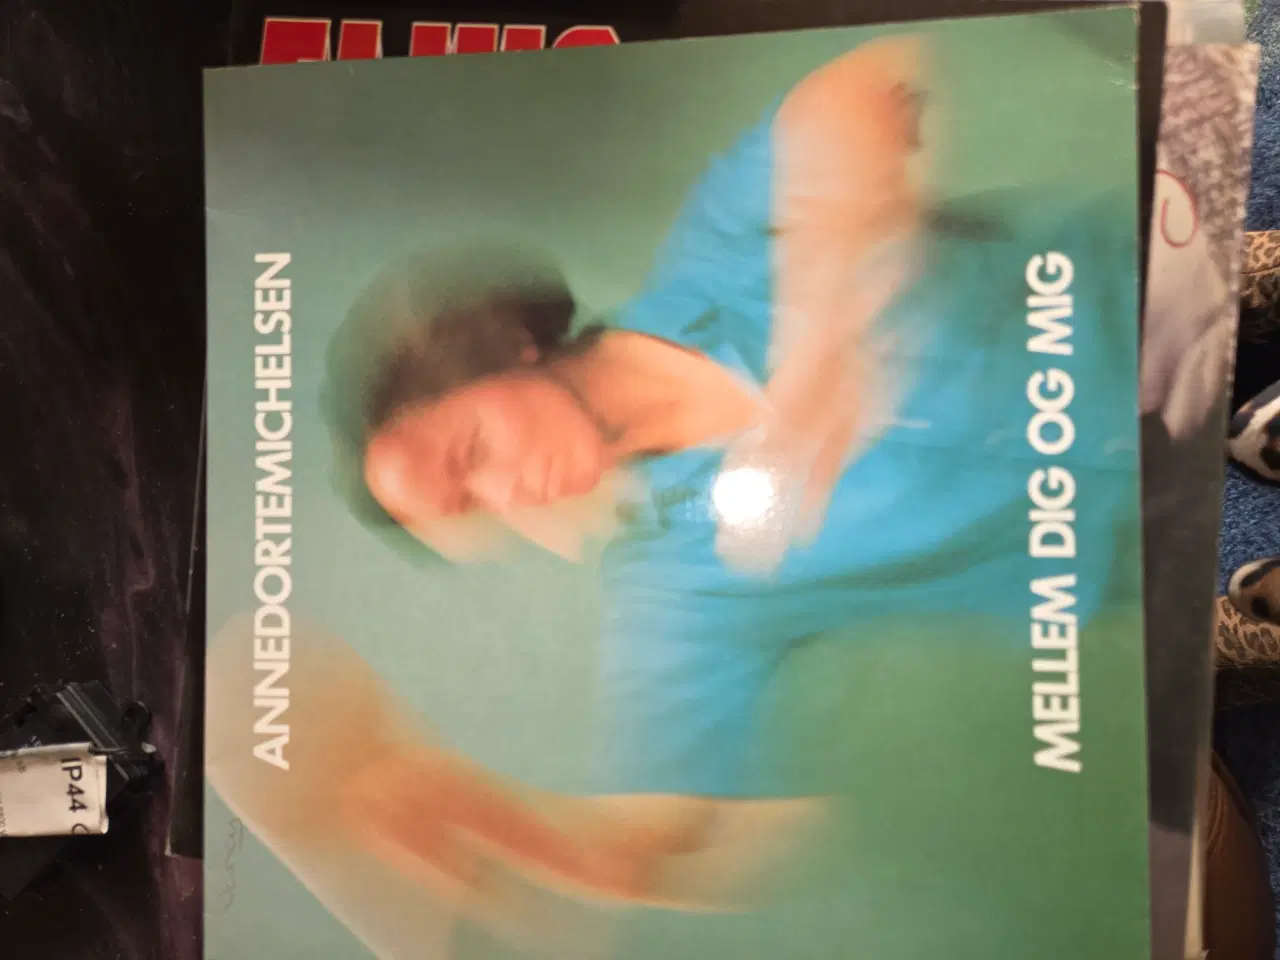 ANNEDORTEMICHELSEN
MELLEM DIG OG MIG
IP44